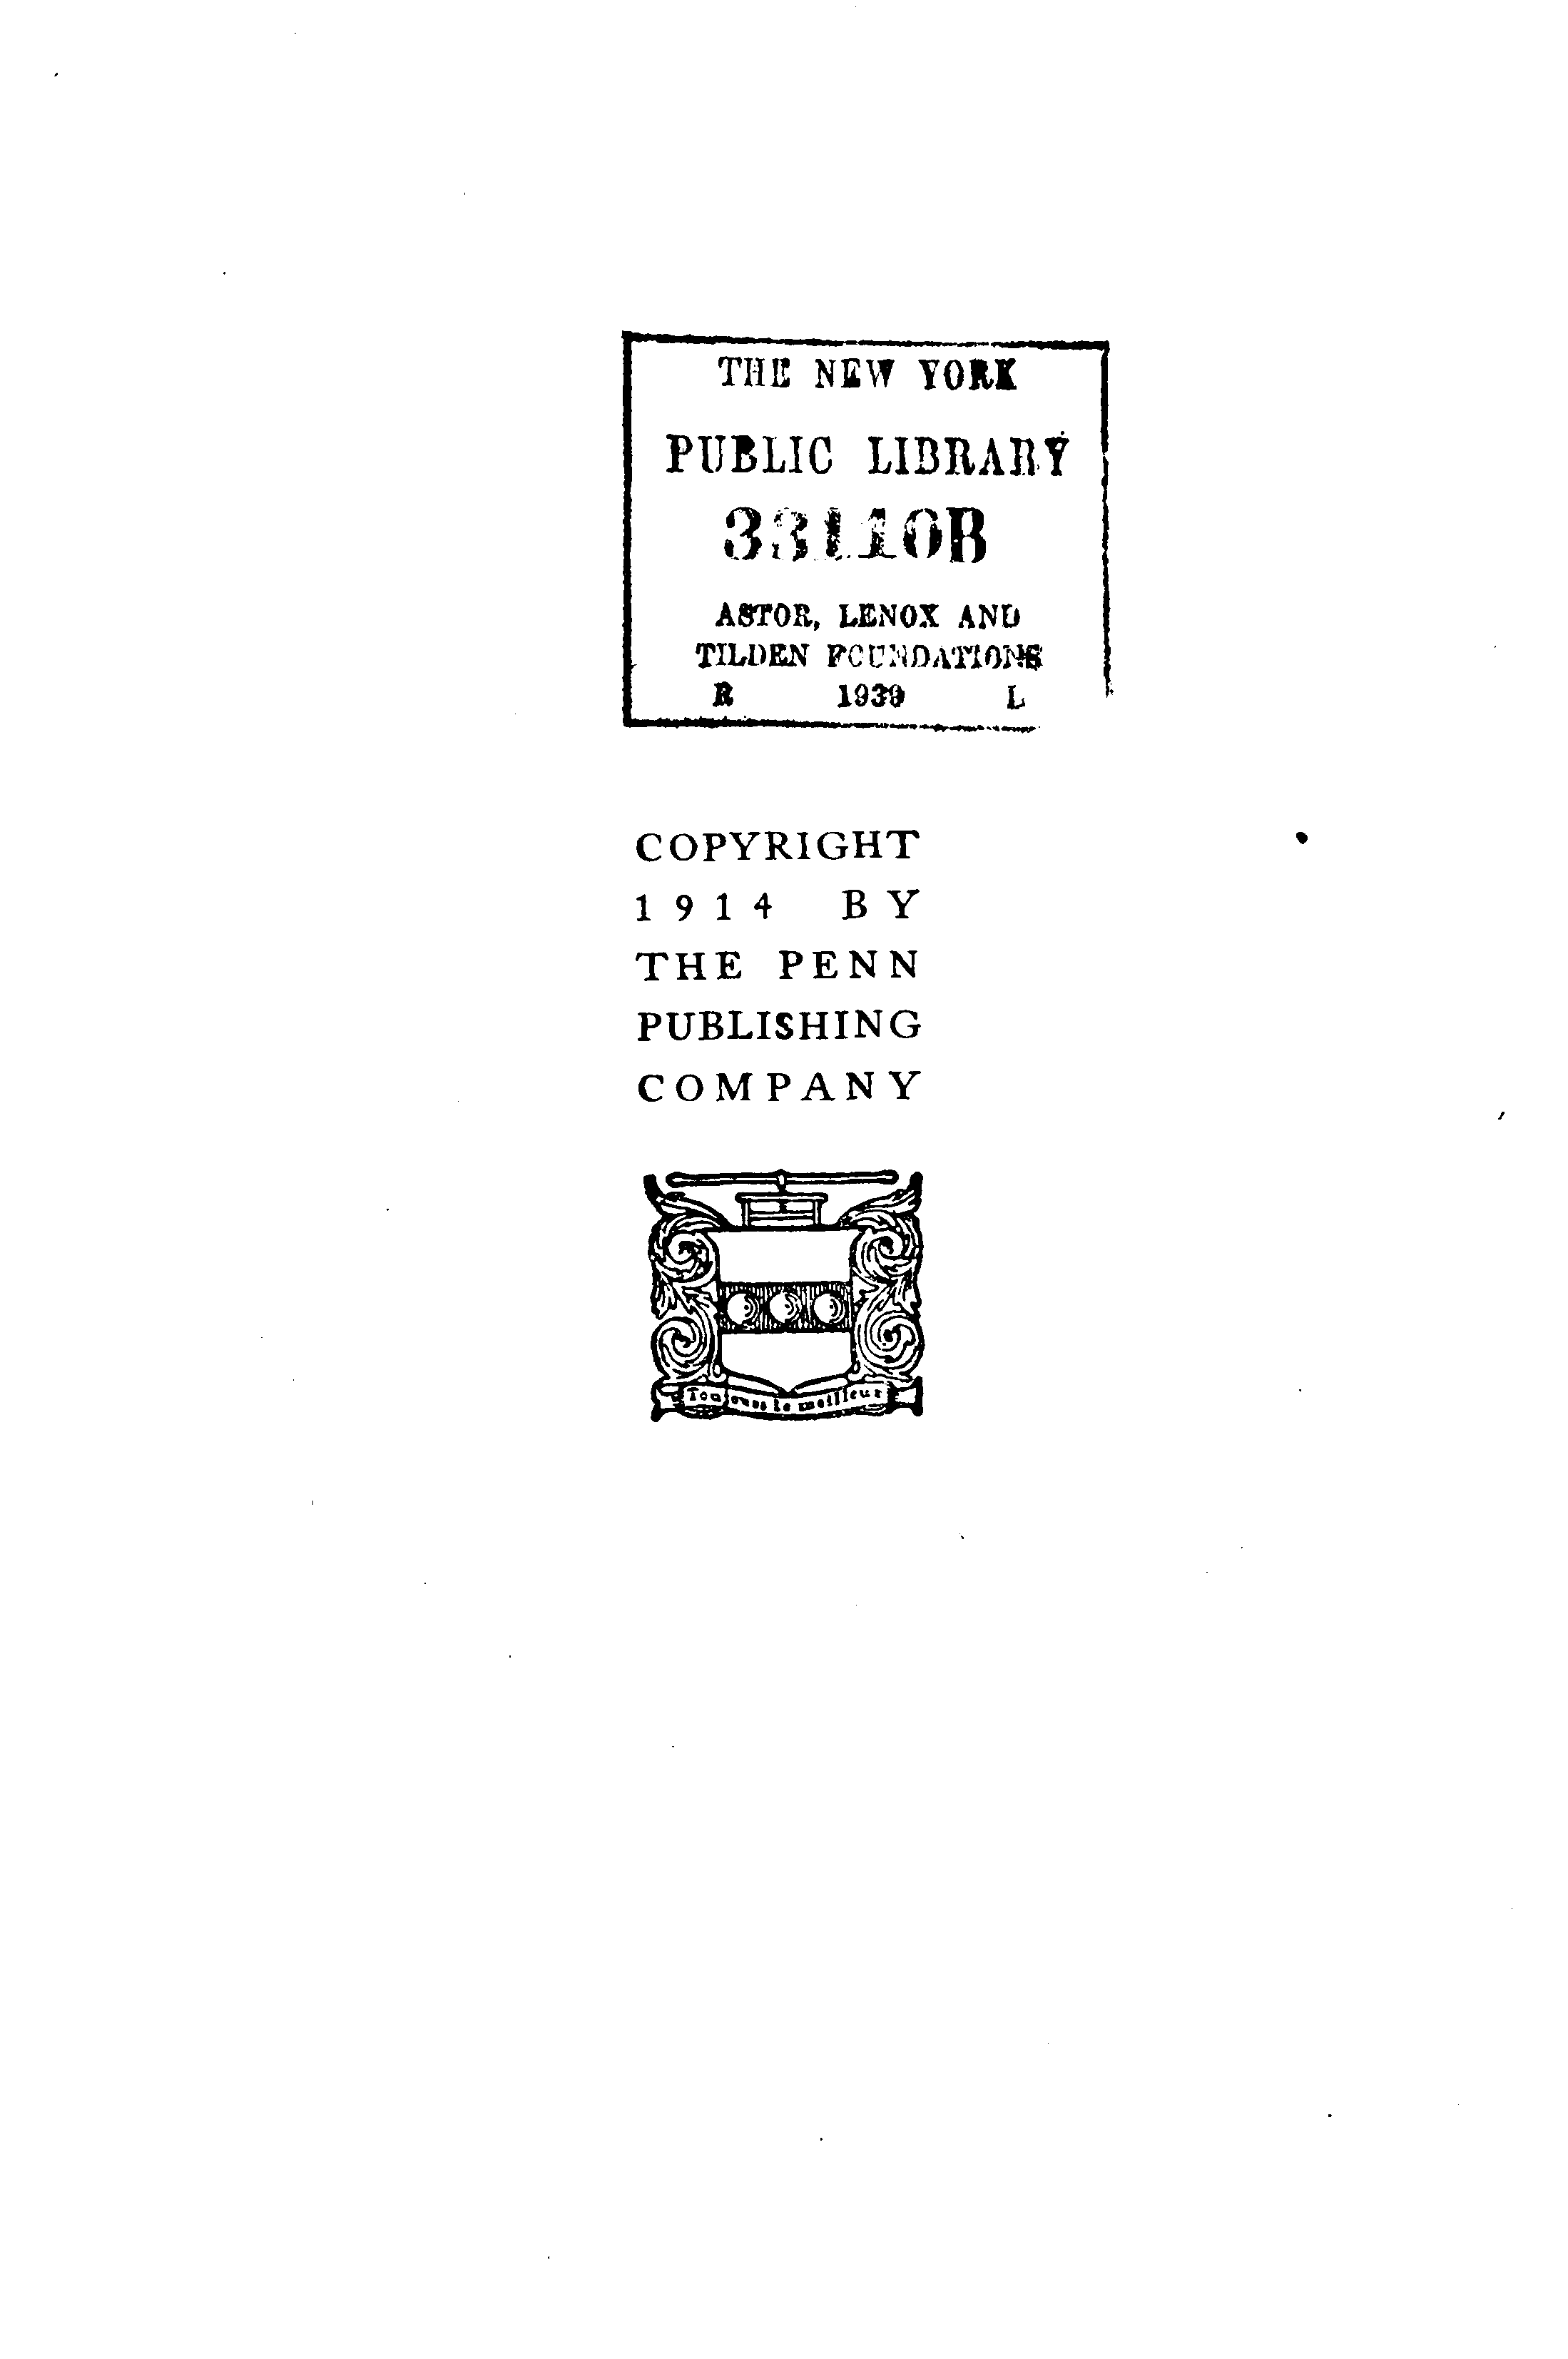 THE NEW YORK
PUBLIC LIBRARY
33110B
ASTOR, LENOX AND
TILDEN FOUNDATIONS
R 1939 L
COPYRIGHT
1914 BY
THE PENN
PUBLISHING
COMPANY
Toujours le meilleur